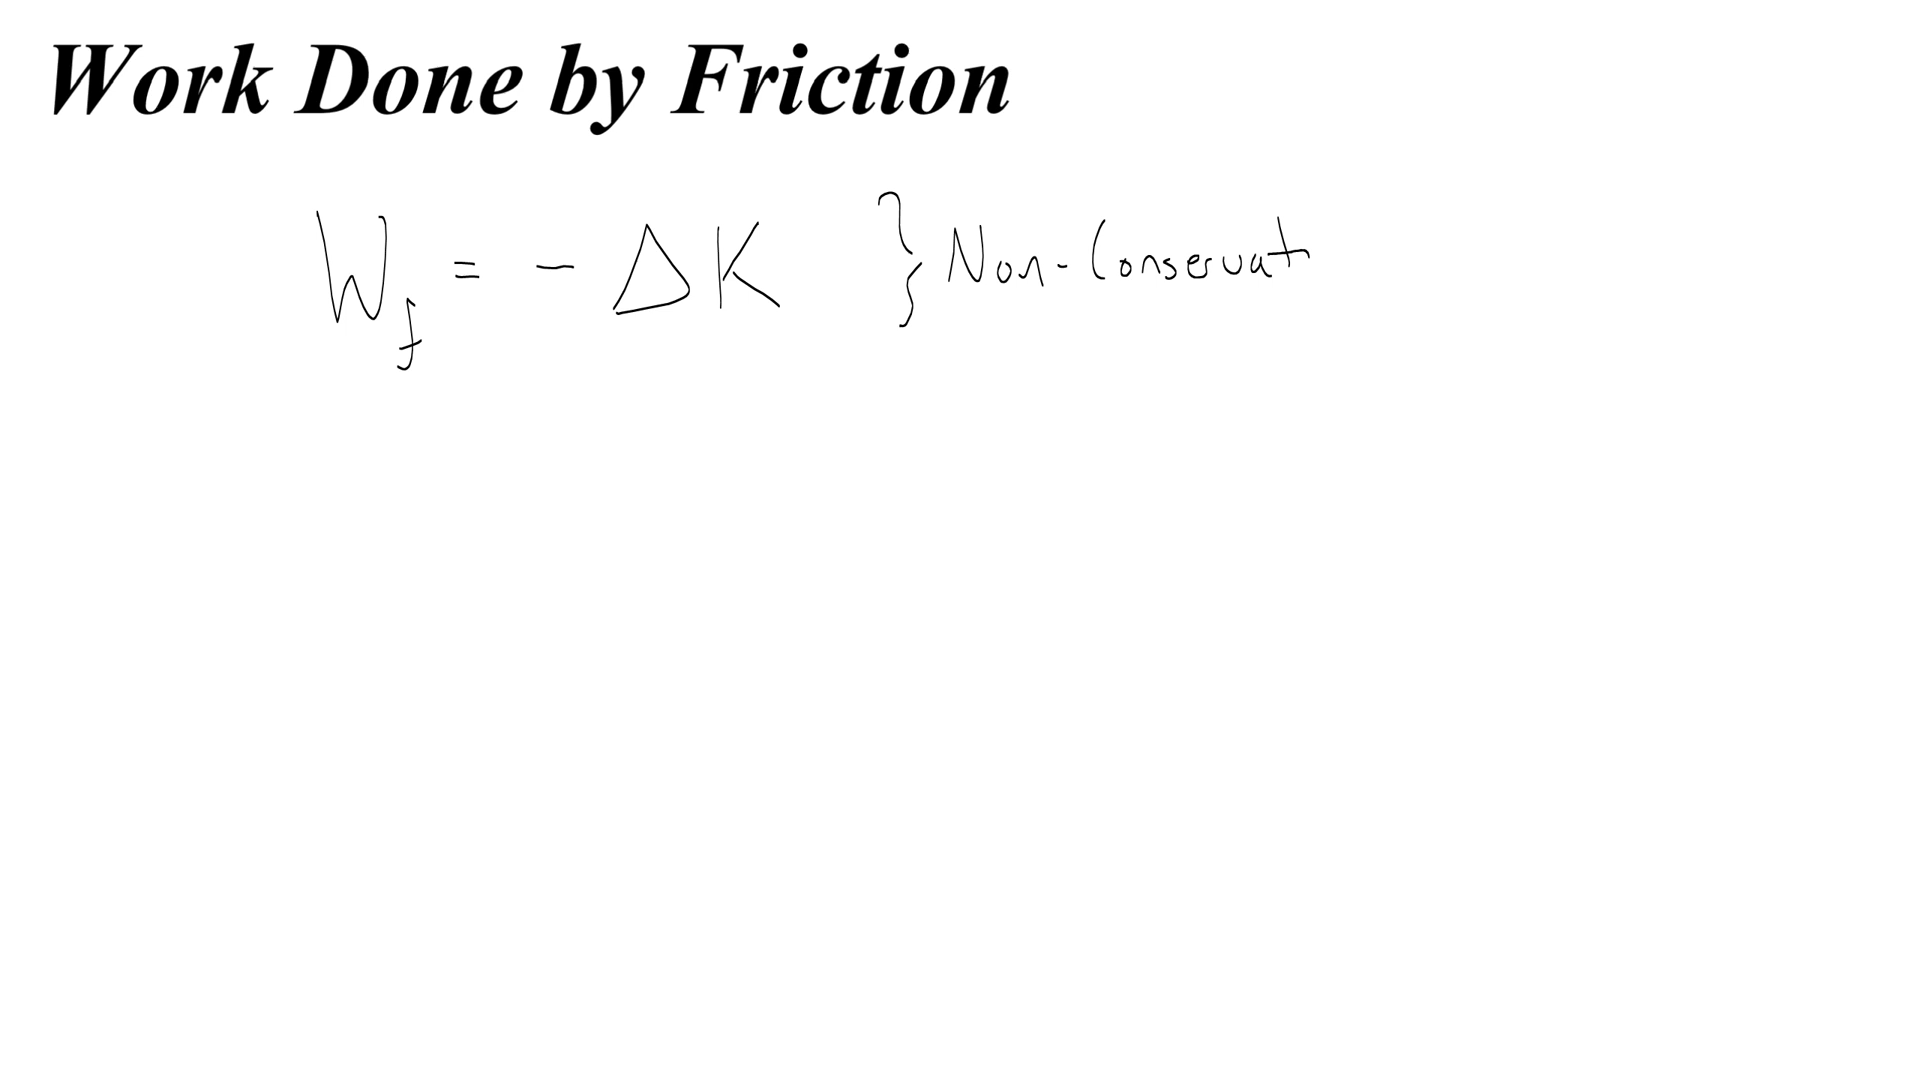 Work Done by Friction
W_f = - ΔK } Non-Conservat